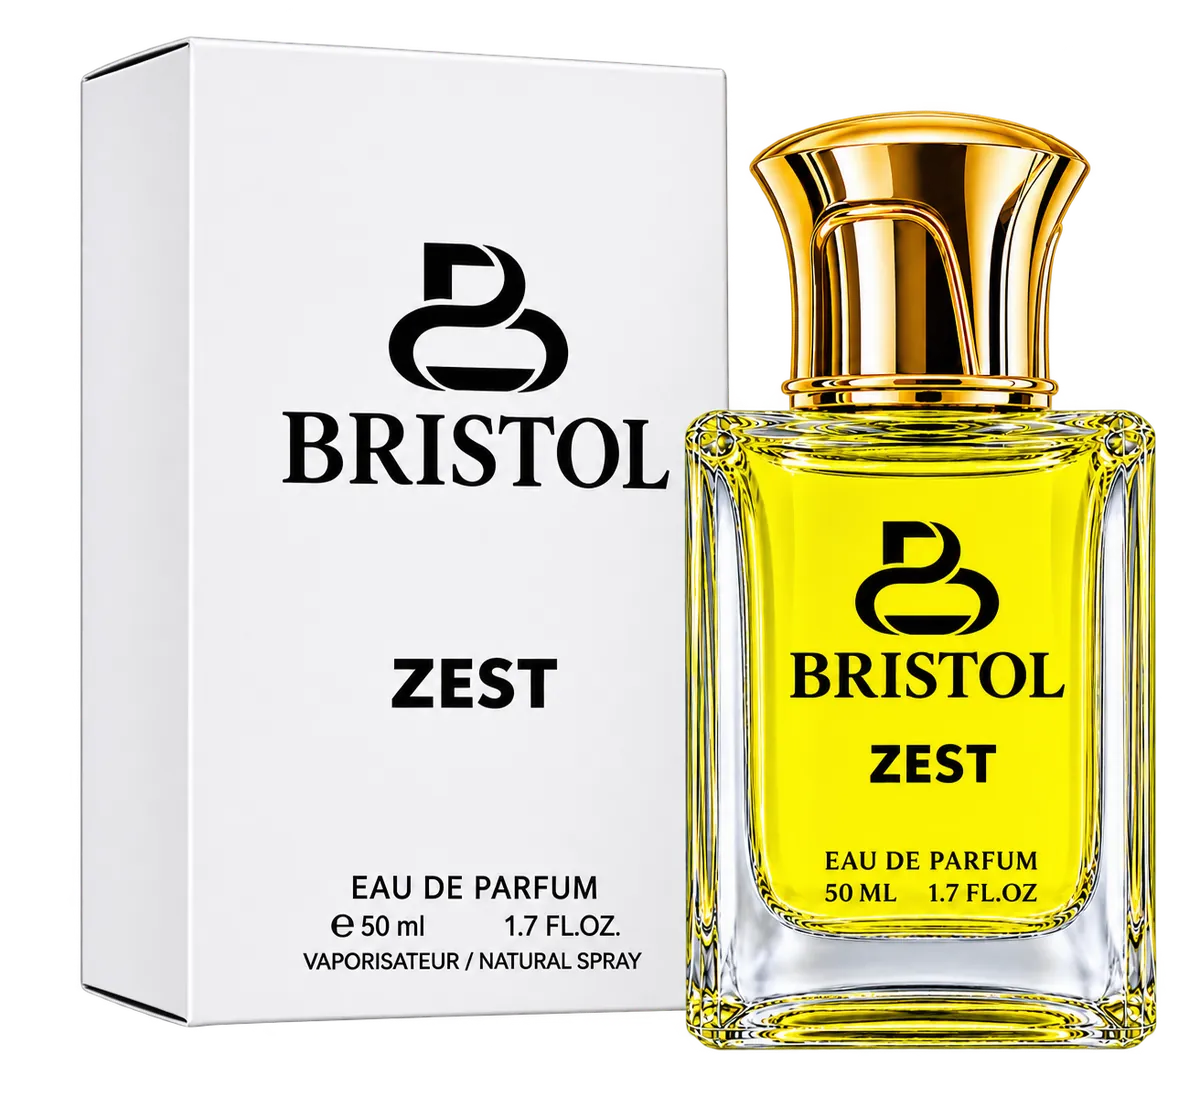 BRISTOL
ZEST
EAU DE PARFUM
℮ 50 ml 1.7 FL.OZ.
VAPORISATEUR / NATURAL SPRAY
BRISTOL
ZEST
EAU DE PARFUM
50 ML 1.7 FL.OZ